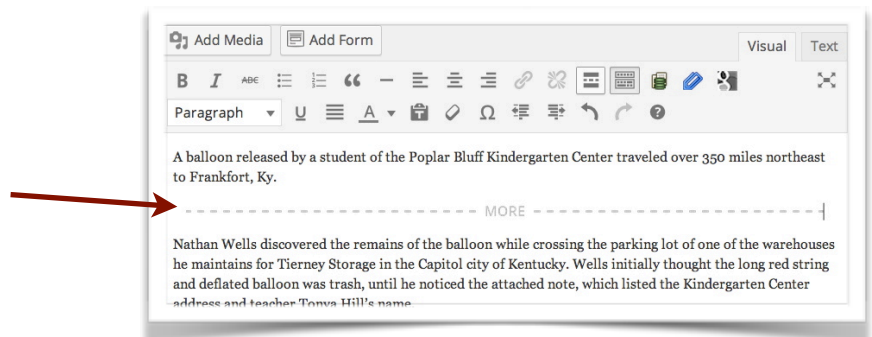 Add Media Add Form
Visual Text
B I ABC
Paragraph U A T Ω ?
A balloon released by a student of the Poplar Bluff Kindergarten Center traveled over 350 miles northeast
to Frankfort, Ky.
MORE
Nathan Wells discovered the remains of the balloon while crossing the parking lot of one of the warehouses
he maintains for Tierney Storage in the Capitol city of Kentucky. Wells initially thought the long red string
and deflated balloon was trash, until he noticed the attached note, which listed the Kindergarten Center
address and teacher Tonya Hill's name